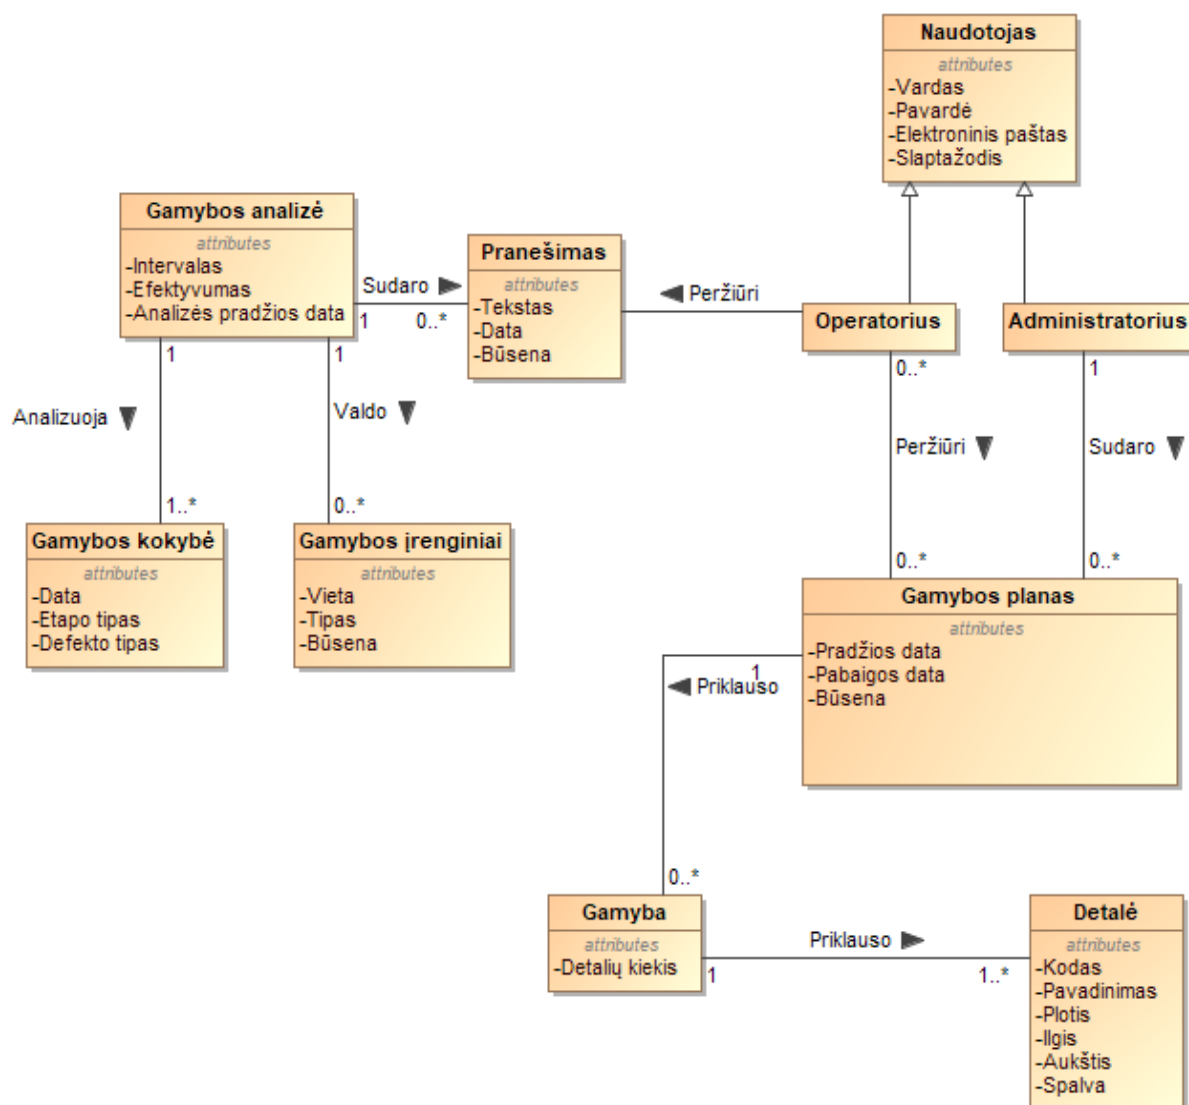 Naudotojas
attributes
-Vardas
-Pavardė
-Elektroninis paštas
-Slaptažodis
Gamybos analizė
attributes
-Intervalas
-Efektyvumas
-Analizės pradžios data
Sudaro
1
0..*
Pranešimas
attributes
-Tekstas
-Data
-Būsena
Peržiūri
Operatorius
Administratorius
1
1
0..*
1
Analizuoja
Valdo
Peržiūri
Sudaro
1..*
0..*
0..*
0..*
Gamybos kokybė
attributes
-Data
-Etapo tipas
-Defekto tipas
Gamybos įrenginiai
attributes
-Vieta
-Tipas
-Būsena
Gamybos planas
attributes
-Pradžios data
-Pabaigos data
-Būsena
1
Priklauso
0..*
Gamyba
attributes
-Detalių kiekis
Priklauso
1
1..*
Detalė
attributes
-Kodas
-Pavadinimas
-Plotis
-Ilgis
-Aukštis
-Spalva